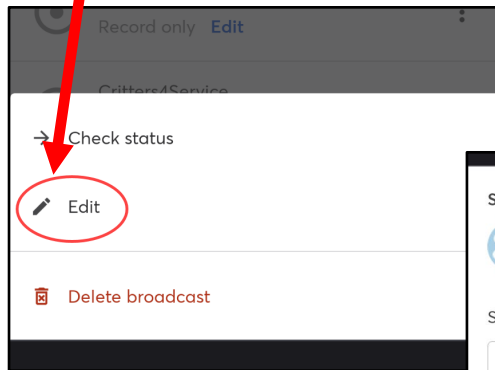 Record only Edit
Critters4Service
Check status
Edit
Delete broadcast
S
S